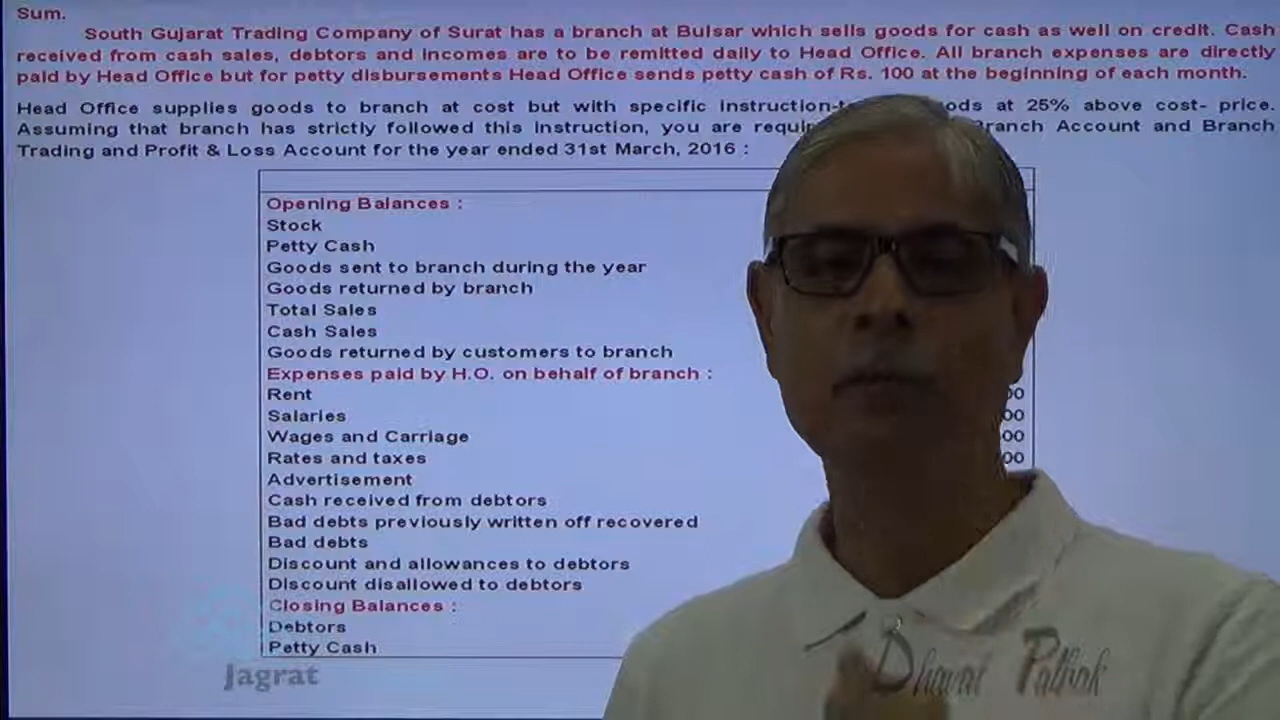 Sum.
South Gujarat Trading Company of Surat has a branch at Bulsar which sells goods for cash as well on credit. Cash
received from cash sales, debtors and incomes are to be remitted daily to Head Office. All branch expenses are directly
paid by Head Office but for petty disbursements Head Office sends petty cash of Rs. 100 at the beginning of each month.
Head Office supplies goods to branch at cost but with specific instruction at 25% above cost- price.
Assuming that branch has strictly followed this instruction, you are Branch Account and Branch
Trading and Profit & Loss Account for the year ended 31st March, 2016 :
Opening Balances :
Stock
Petty Cash
Goods sent to branch during the year
Goods returned by branch
Total Sales
Cash Sales
Goods returned by customers to branch
Expenses paid by H.O. on behalf of branch :
Rent
Salaries
Wages and Carriage
Rates and taxes
Advertisement
Cash received from debtors
Bad debts previously written off recovered
Bad debts
Discount and allowances to debtors
Discount disallowed to debtors
Closing Balances :
Debtors
Petty Cash
Jagrat
Dhawal Pathak